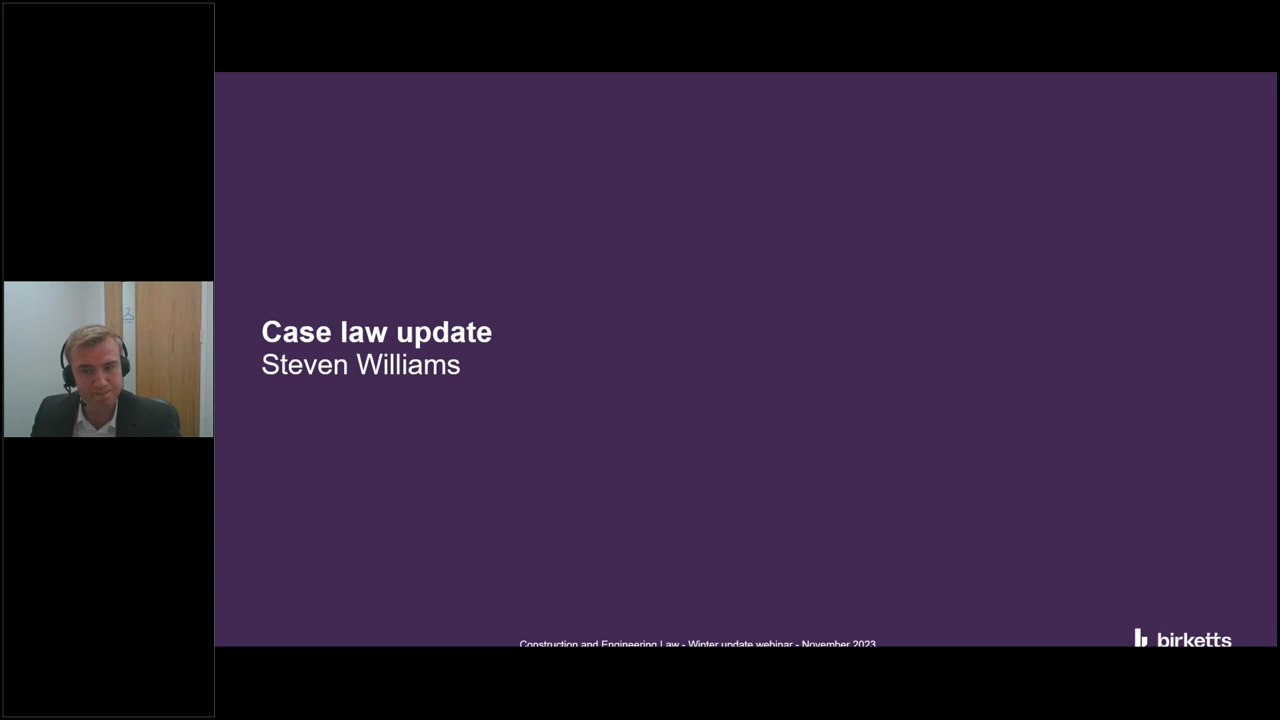 Case law update
Steven Williams
Construction and Engineering Law - Winter update webinar - November 2023
birketts